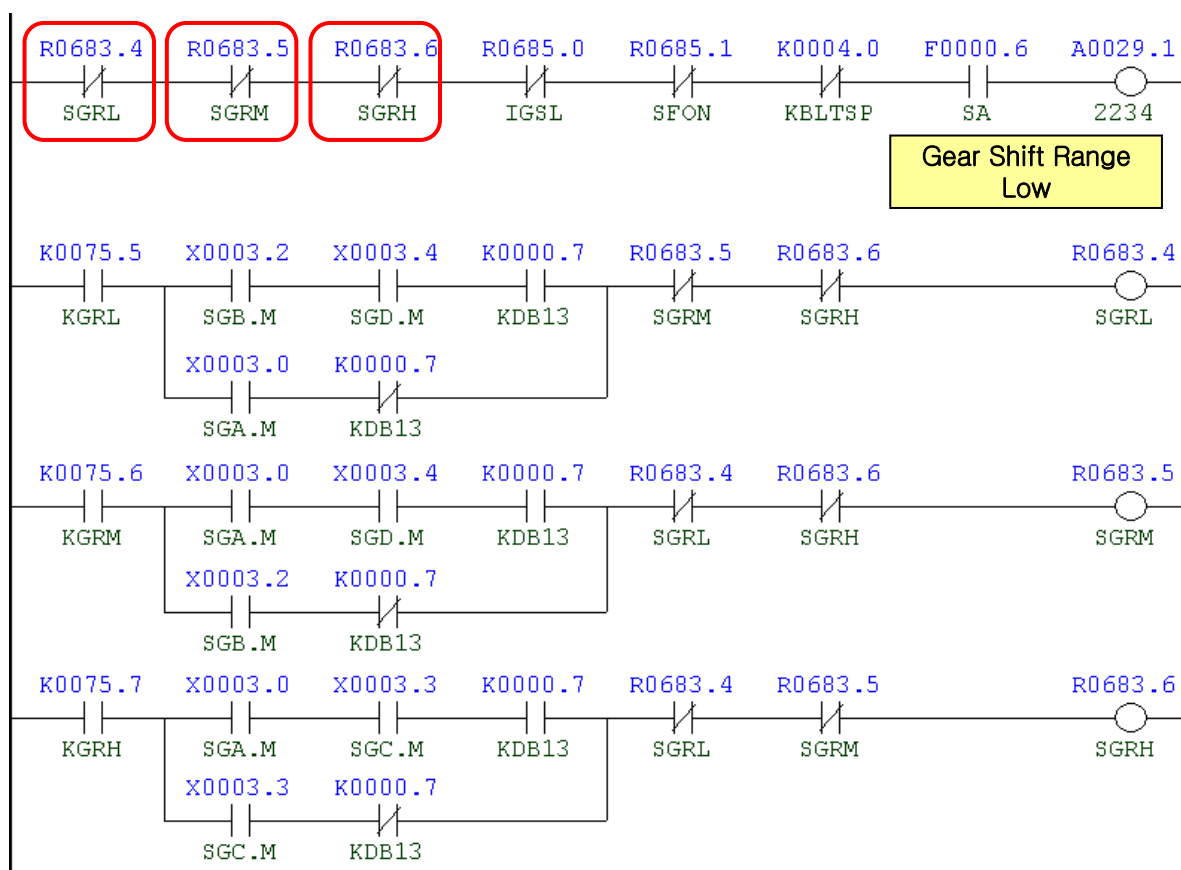 R0683.4 R0683.5 R0683.6 R0685.0 R0685.1 K0004.0 F0000.6 A0029.1
SGRL SGRM SGRH IGSL SFON KBLTSP SA 2234
Gear Shift Range
Low
K0075.5 X0003.2 X0003.4 K0000.7 R0683.5 R0683.6 R0683.4
KGRL SGB.M SGD.M KDB13 SGRM SGRH SGRL
X0003.0 K0000.7
SGA.M KDB13
K0075.6 X0003.0 X0003.4 K0000.7 R0683.4 R0683.6 R0683.5
KGRM SGA.M SGD.M KDB13 SGRL SGRH SGRM
X0003.2 K0000.7
SGB.M KDB13
K0075.7 X0003.0 X0003.3 K0000.7 R0683.4 R0683.5 R0683.6
KGRH SGA.M SGC.M KDB13 SGRL SGRM SGRH
X0003.3 K0000.7
SGC.M KDB13